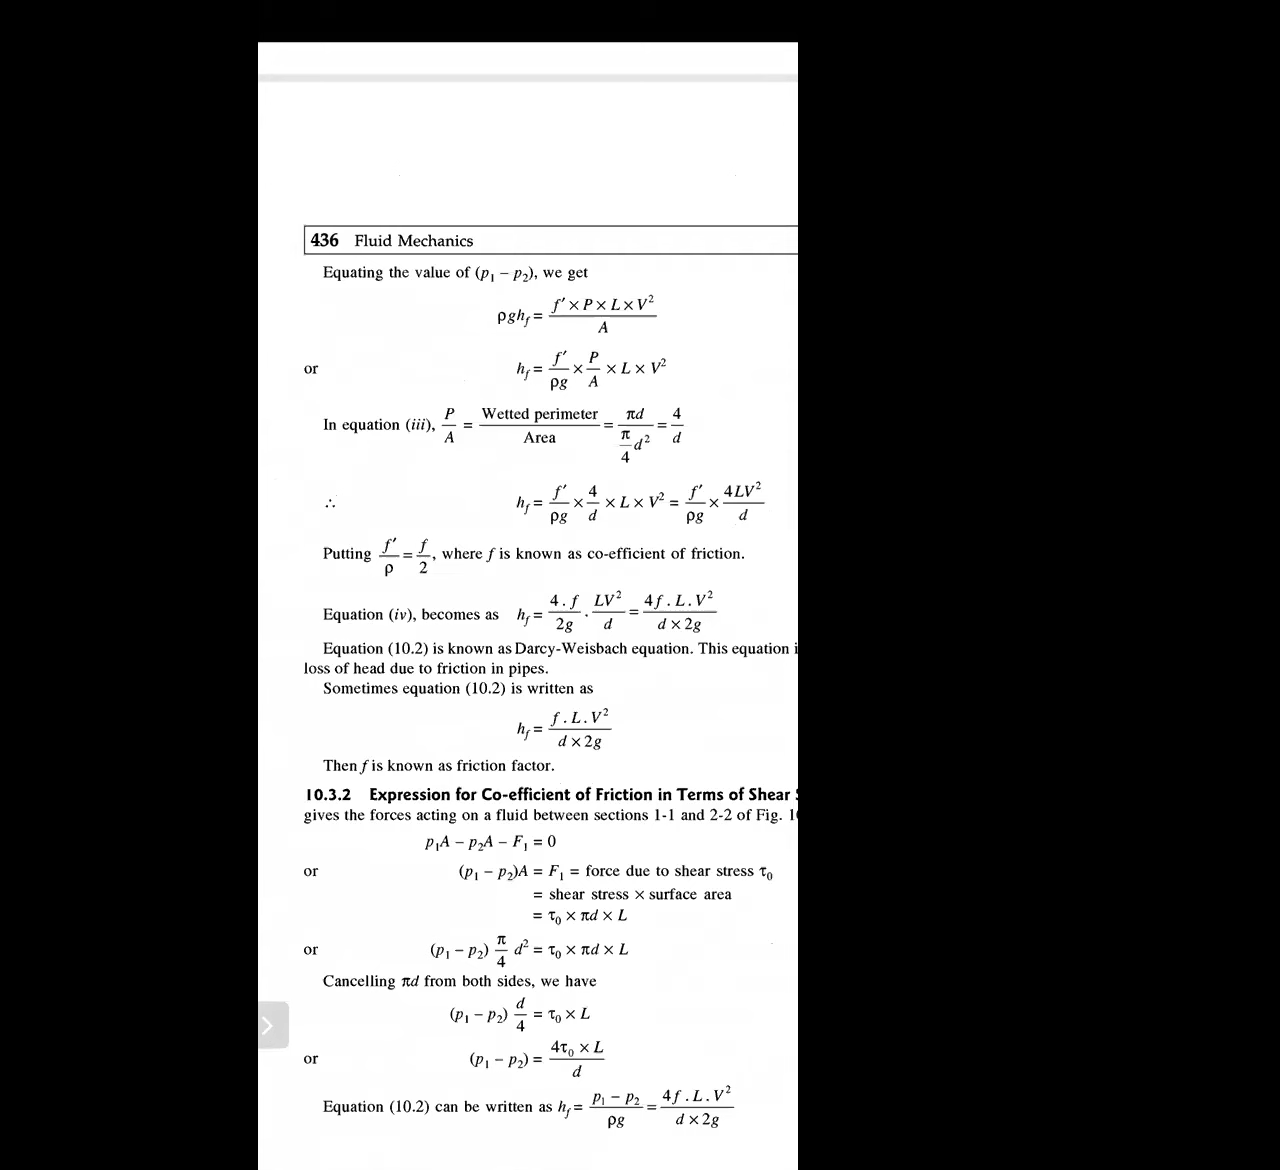 436 Fluid Mechanics
Equating the value of (p₁ – p₂), we get
ρghf = f′ × P × L × V² / A
or hf = f′/ρg × P/A × L × V²
In equation (iii), P/A = Wetted perimeter / Area = πd / (π/4 d²) = 4/d
∴ hf = f′/ρg × 4/d × L × V² = f′/ρg × 4LV²/d
Putting f′/ρ = f/2, where f is known as co-efficient of friction.
Equation (iv), becomes as hf = 4.f/2g . LV²/d = 4f.L.V² / d × 2g
Equation (10.2) is known as Darcy-Weisbach equation. This equation i
loss of head due to friction in pipes.
Sometimes equation (10.2) is written as
hf = f.L.V² / d × 2g
Then f is known as friction factor.
10.3.2 Expression for Co-efficient of Friction in Terms of Shear
gives the forces acting on a fluid between sections 1-1 and 2-2 of Fig. 1
p₁A – p₂A – F₁ = 0
or (p₁ – p₂)A = F₁ = force due to shear stress τ₀
= shear stress × surface area
= τ₀ × πd × L
or (p₁ – p₂) π/4 d² = τ₀ × πd × L
Cancelling πd from both sides, we have
(p₁ – p₂) d/4 = τ₀ × L
or (p₁ – p₂) = 4τ₀ × L / d
Equation (10.2) can be written as hf = p₁ – p₂ / ρg = 4f.L.V² / d × 2g